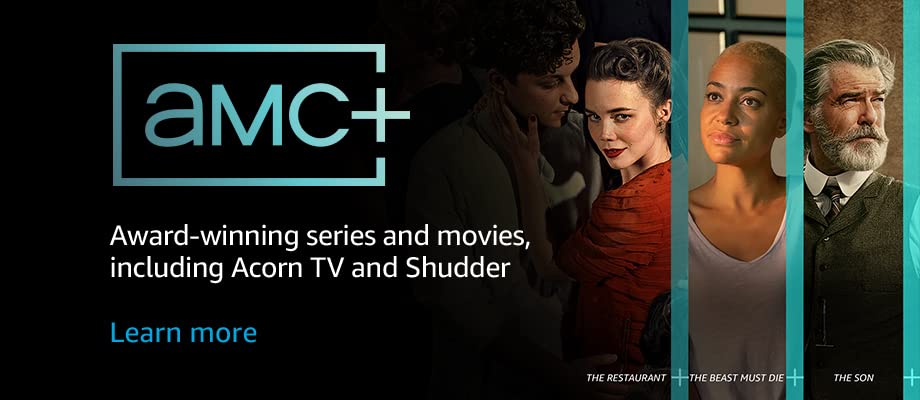 aMC+
Award-winning series and movies,
including Acorn TV and Shudder
Learn more
THE RESTAURANT + THE BEAST MUST DIE + THE SON +